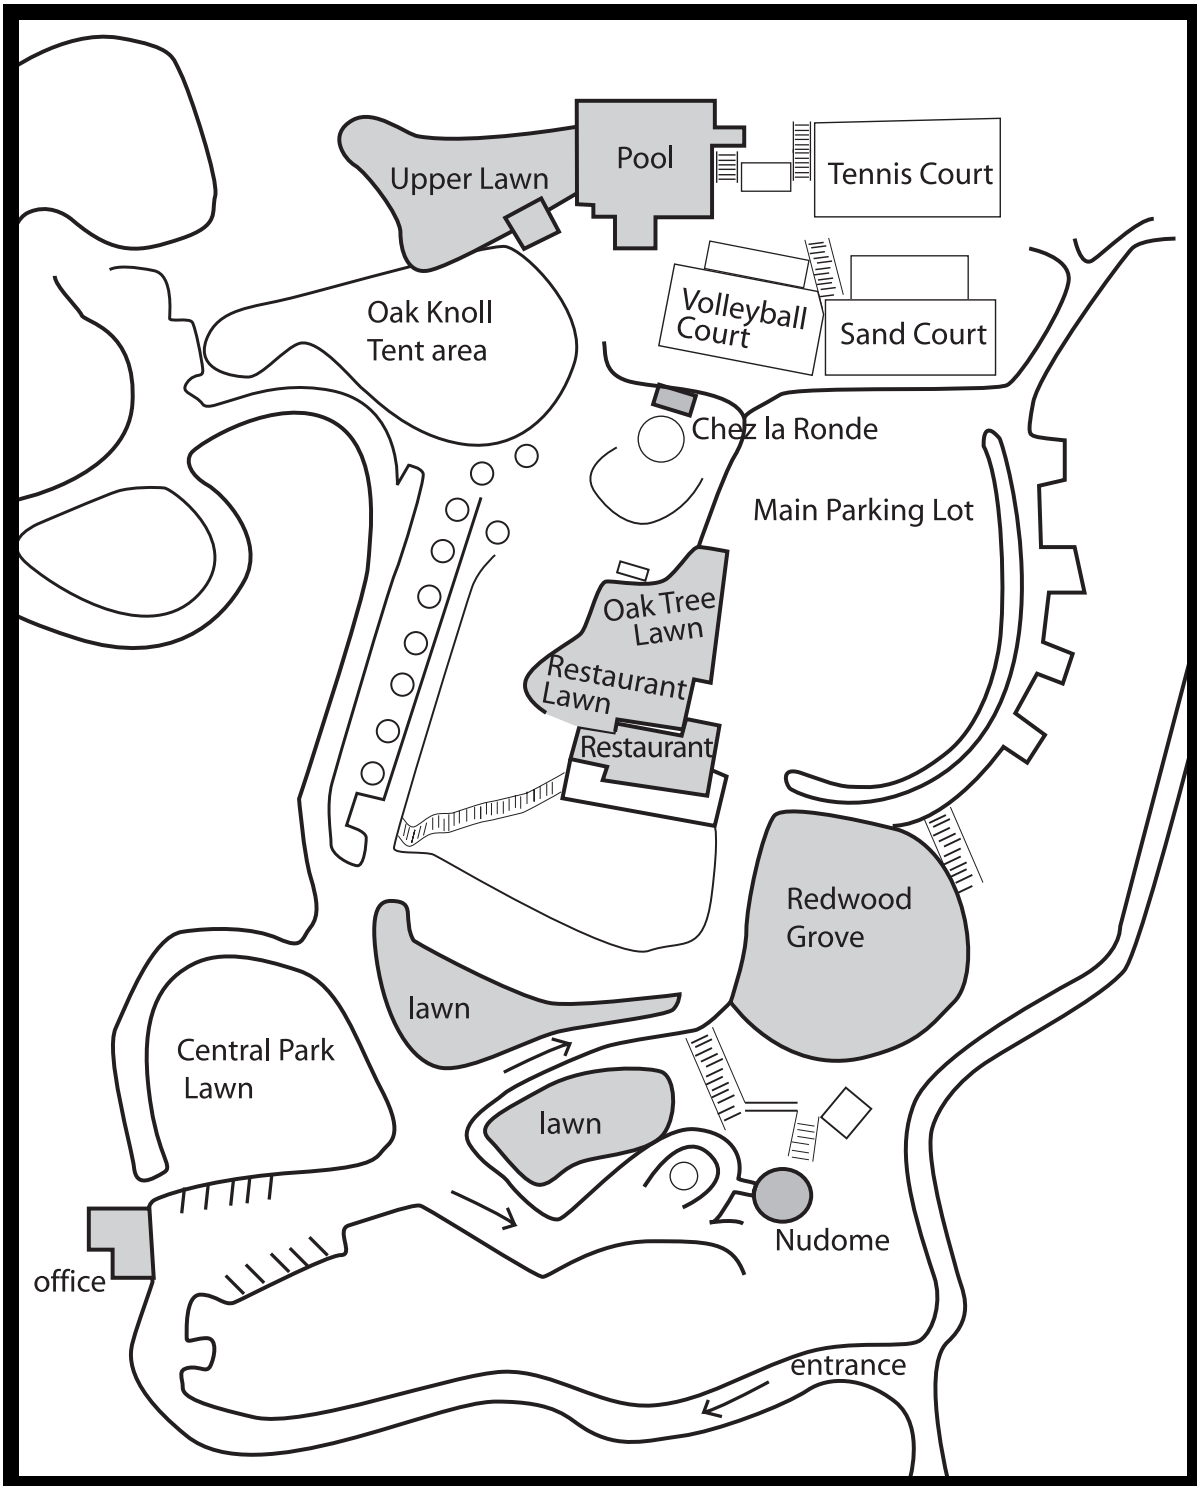 Pool
Upper Lawn
Tennis Court
Oak Knoll
Tent area
Volleyball
Court
Sand Court
Chez la Ronde
Main Parking Lot
Oak Tree
Lawn
Restaurant
Lawn
Restaurant
Redwood
Grove
lawn
Central Park
Lawn
lawn
Nudome
office
entrance